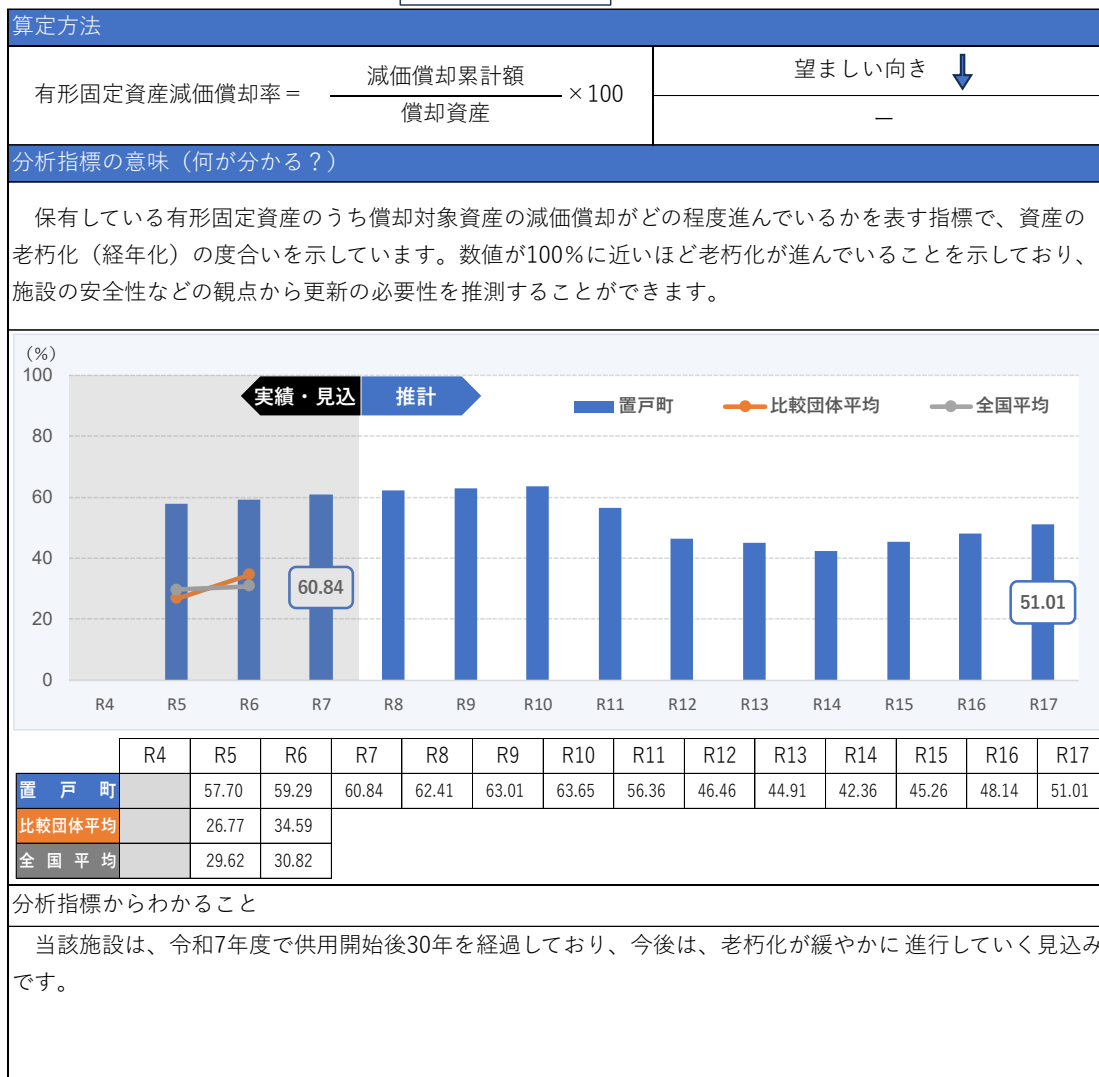 算定方法
有形固定資産減価償却率＝
減価償却累計額
償却資産
×100
望ましい向き
－
分析指標の意味（何が分かる？）
保有している有形固定資産のうち償却対象資産の減価償却がどの程度進んでいるかを表す指標で、資産の
老朽化（経年化）の度合いを示しています。数値が100％に近いほど老朽化が進んでいることを示しており、
施設の安全性などの観点から更新の必要性を推測することができます。
（%）
100
実績・見込 推計
置戸町 比較団体平均 全国平均
80
60
40
60.84
51.01
20
0
R4 R5 R6 R7 R8 R9 R10 R11 R12 R13 R14 R15 R16 R17
R4 R5 R6 R7 R8 R9 R10 R11 R12 R13 R14 R15 R16 R17
置戸町 57.70 59.29 60.84 62.41 63.01 63.65 56.36 46.46 44.91 42.36 45.26 48.14 51.01
比較団体平均 26.77 34.59
全国平均 29.62 30.82
分析指標からわかること
当該施設は、令和7年度で供用開始後30年を経過しており、今後は、老朽化が緩やかに 進行していく見込み
です。